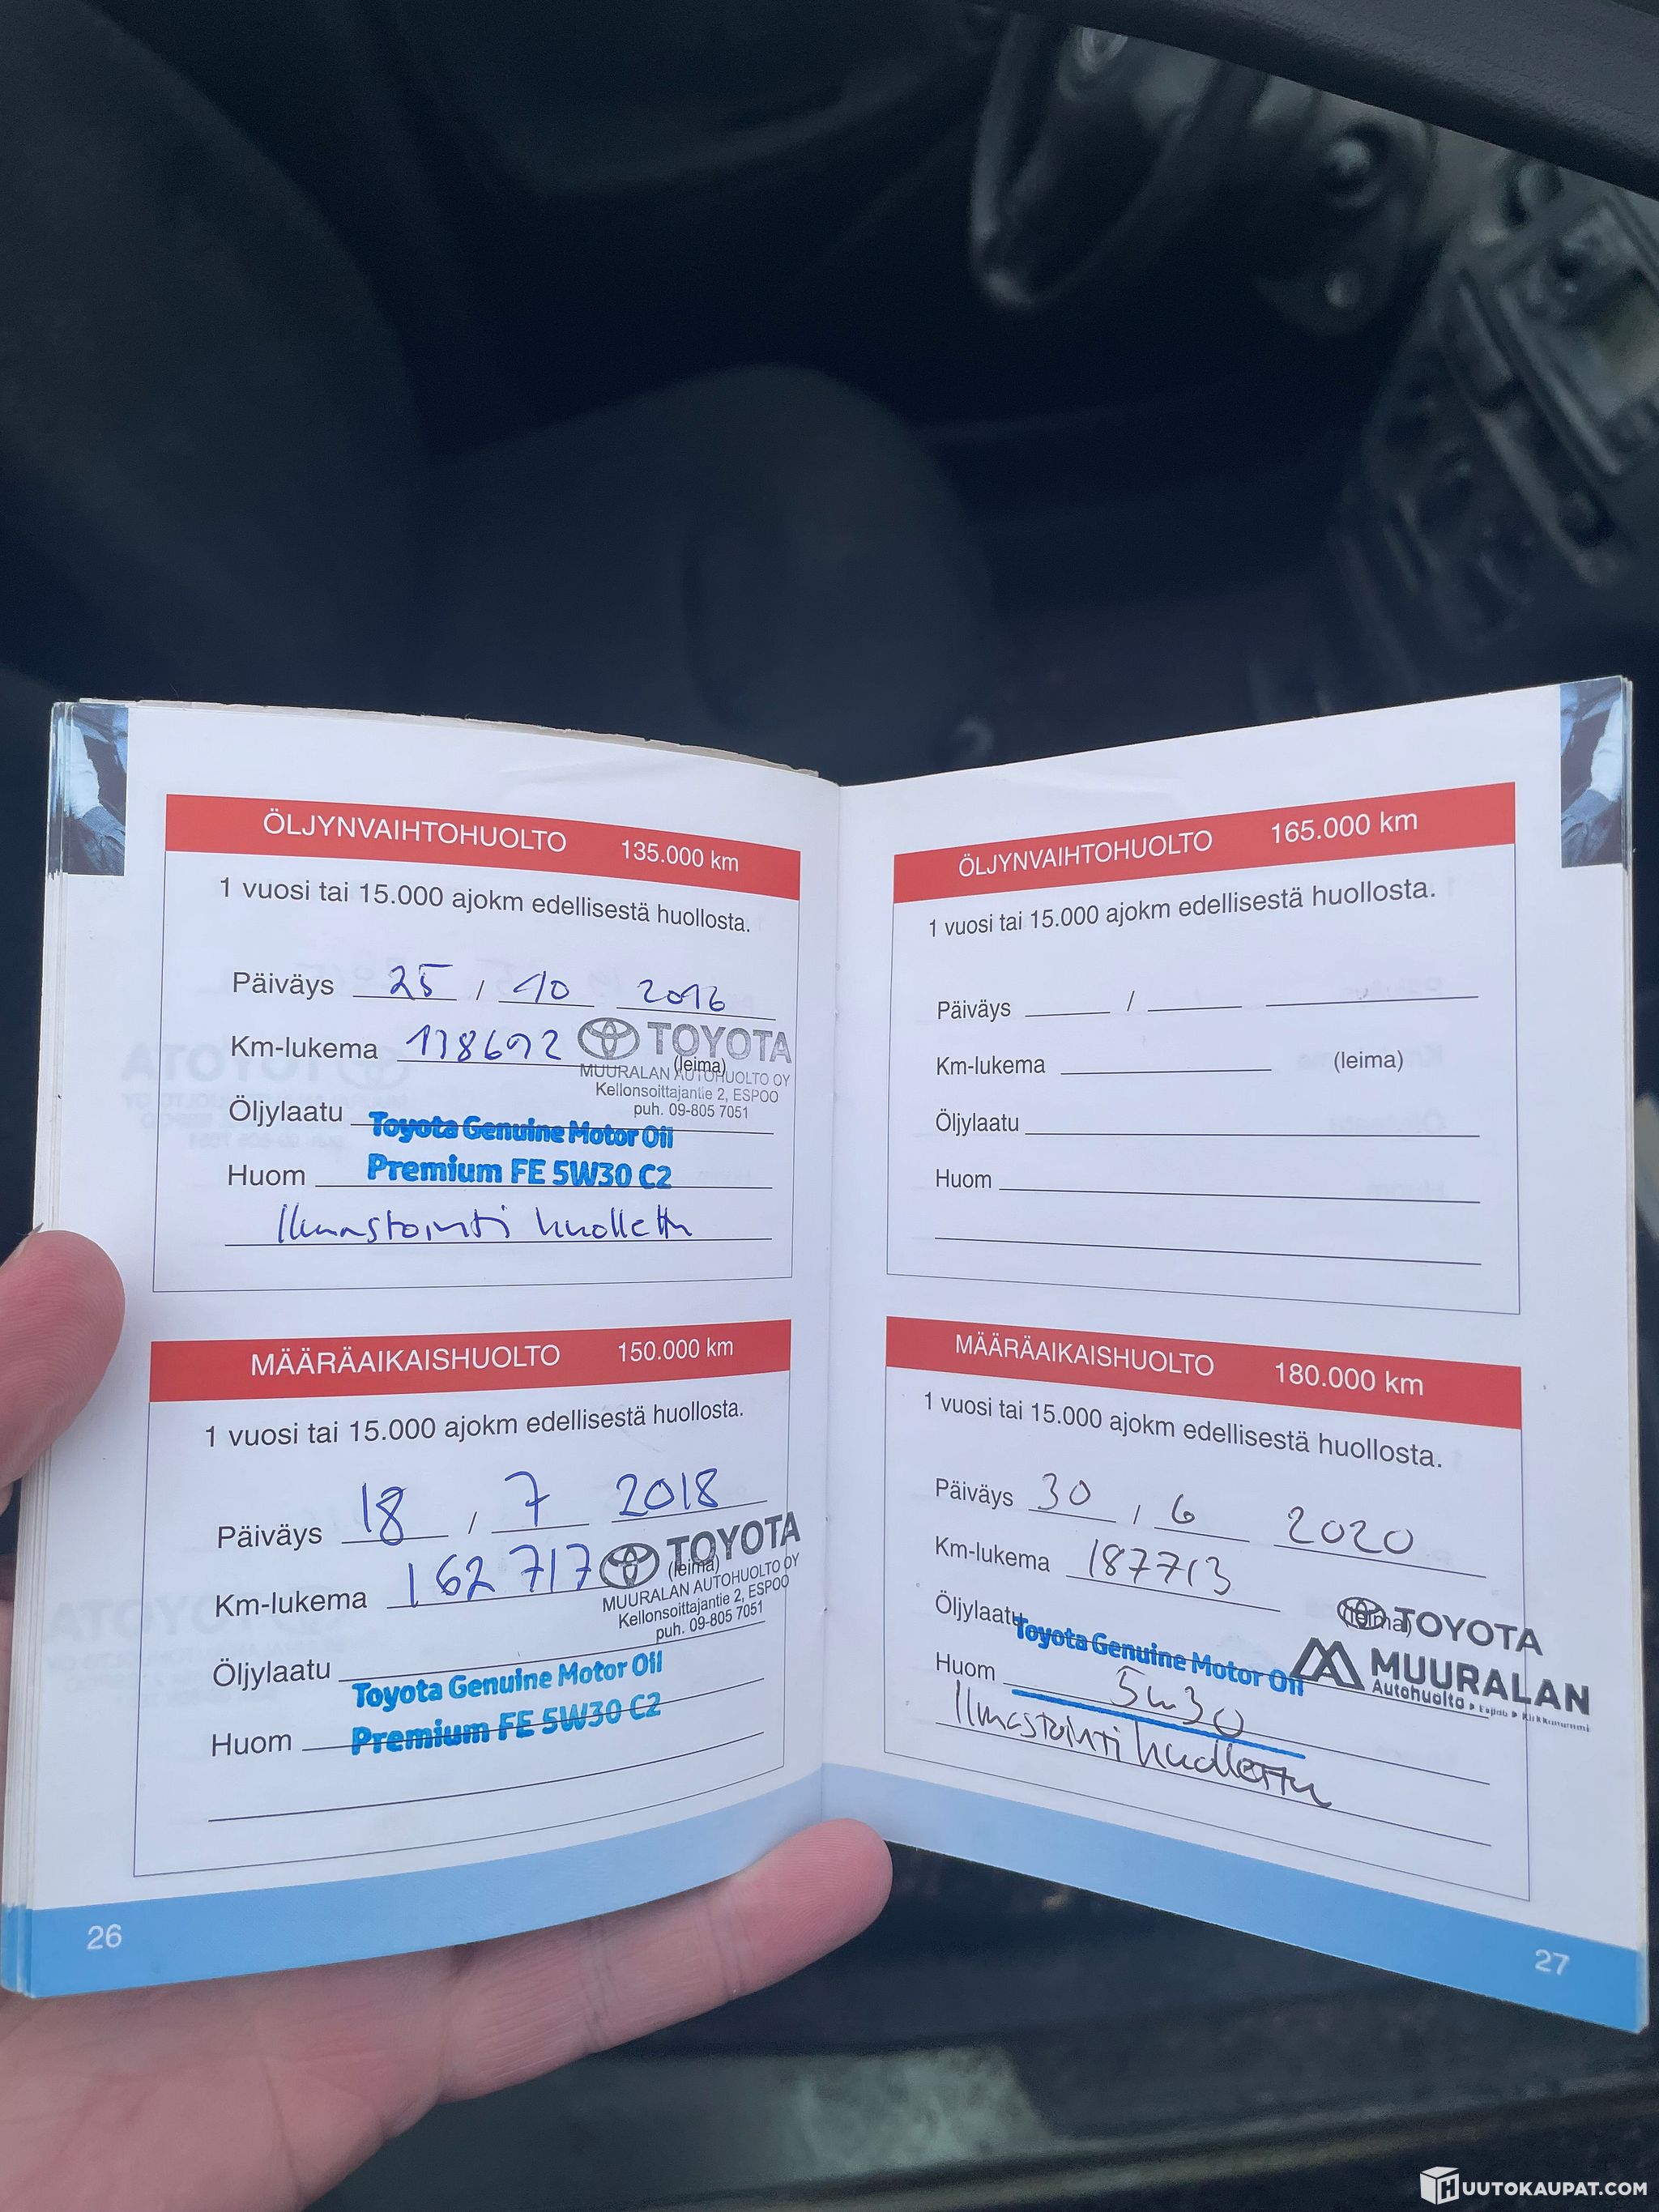 ÖLJYNVAIHTOHUOLTO 135.000 km
1 vuosi tai 15.000 ajokm edellisestä huollosta.
Päiväys 25 / 10 2016
Km-lukema 138692
TOYOTA
(leima)
MUURALAN AUTOHUOLTO OY
Kellonsoittajantie 2, ESPOO
puh. 09-805 7051
Öljylaatu Toyota Genuine Motor Oil
Huom Premium FE 5W30 C2
Ilmastointi huollettu
MÄÄRÄAIKAISHUOLTO 150.000 km
1 vuosi tai 15.000 ajokm edellisestä huollosta.
Päiväys 18 / 7 2018
Km-lukema 162 717
TOYOTA
(leima)
MUURALAN AUTOHUOLTO OY
Kellonsoittajantie 2, ESPOO
puh. 09-805 7051
Öljylaatu Toyota Genuine Motor Oil
Huom Premium FE 5W30 C2
26
ÖLJYNVAIHTOHUOLTO 165.000 km
1 vuosi tai 15.000 ajokm edellisestä huollosta.
Päiväys /
Km-lukema (leima)
Öljylaatu
Huom
MÄÄRÄAIKAISHUOLTO 180.000 km
1 vuosi tai 15.000 ajokm edellisestä huollosta.
Päiväys 30 / 6 2020
Km-lukema 187713
(leima)
TOYOTA
MUURALAN
Autohuolto Espoo Kirkkonummi
Öljylaatu Toyota Genuine Motor Oil
Huom 5w30
Ilmastointi huollettu
27
HUUTOKAUPAT.COM